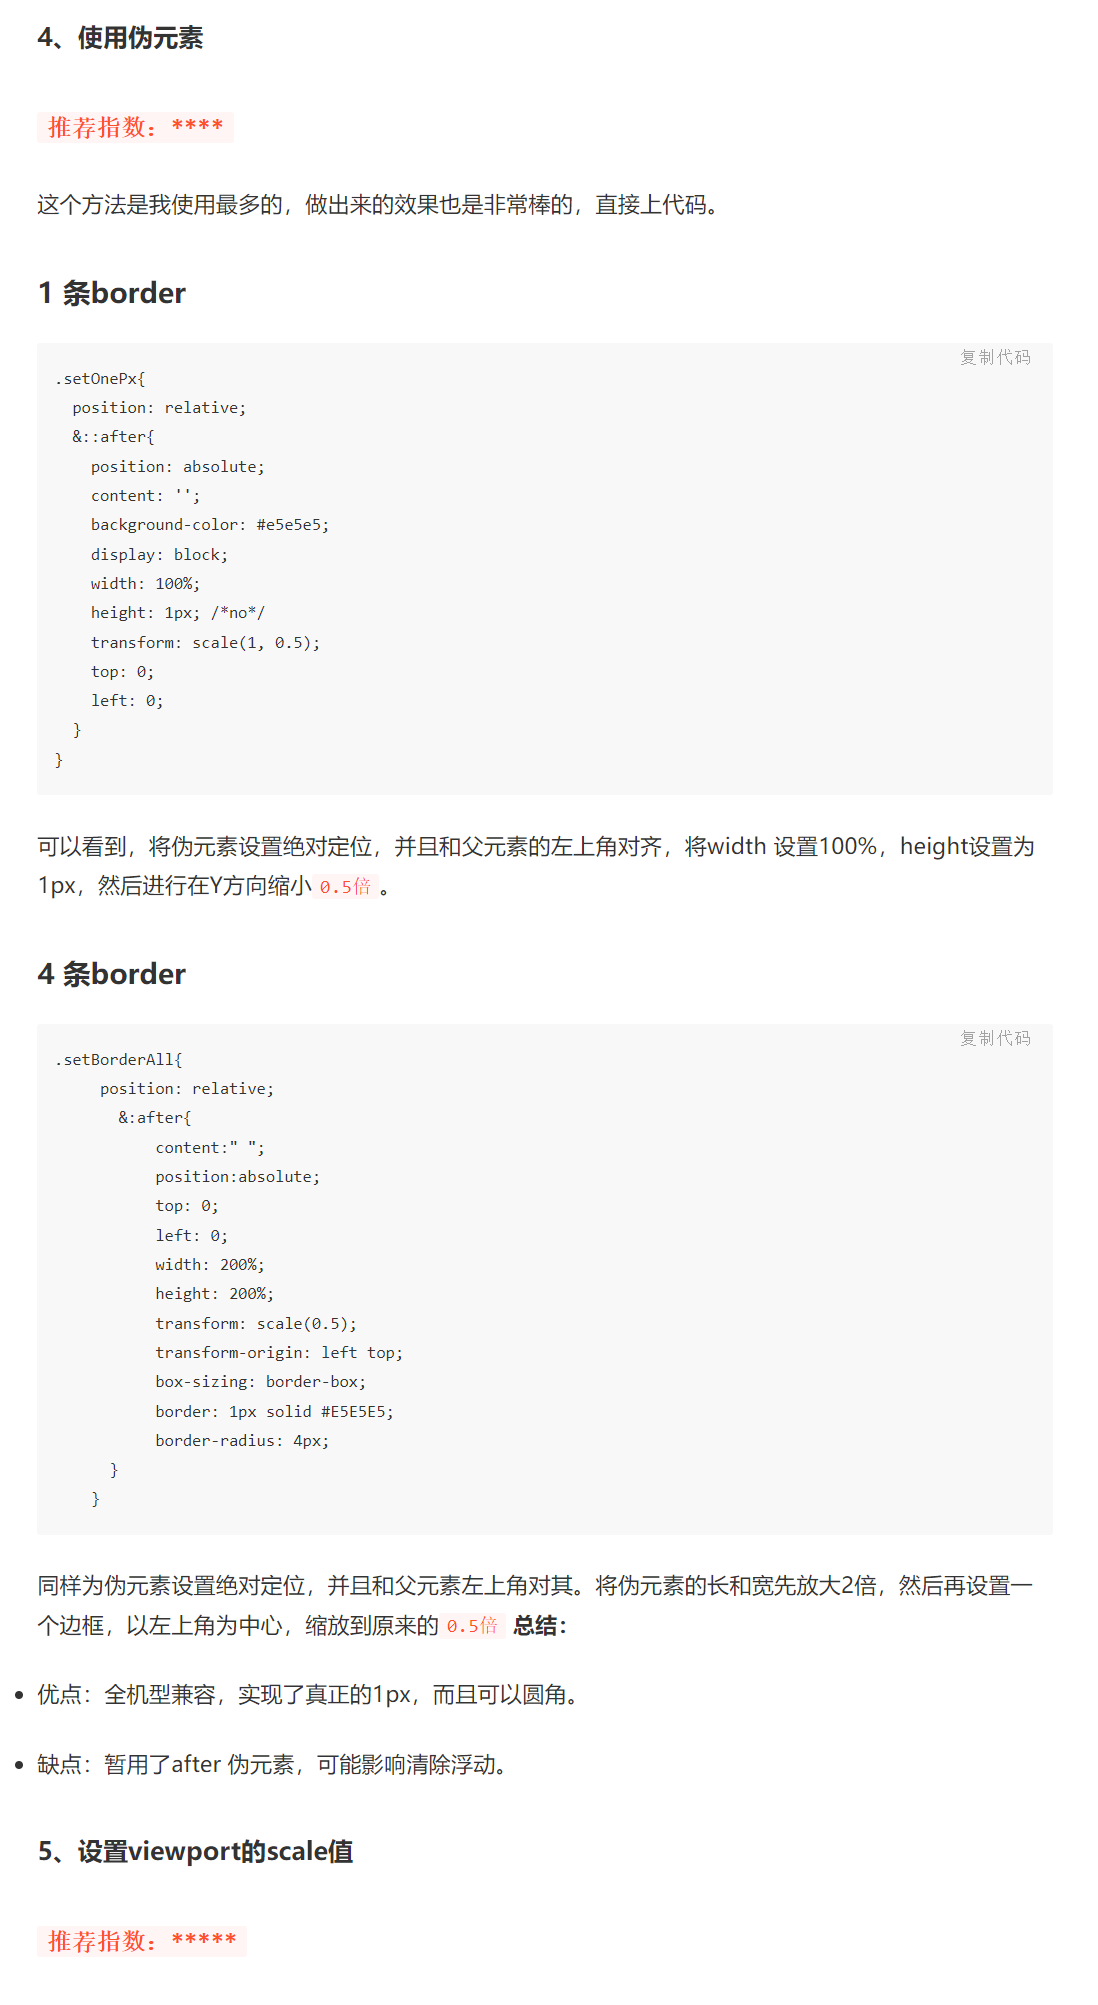 4、使用伪元素
推荐指数：****
这个方法是我使用最多的，做出来的效果也是非常棒的，直接上代码。
1 条border
复制代码
.setOnePx{
  position: relative;
  &::after{
    position: absolute;
    content: '';
    background-color: #e5e5e5;
    display: block;
    width: 100%;
    height: 1px; /*no*/
    transform: scale(1, 0.5);
    top: 0;
    left: 0;
  }
}
可以看到，将伪元素设置绝对定位，并且和父元素的左上角对齐，将width 设置100%，height设置为
1px，然后进行在Y方向缩小0.5倍。
4 条border
复制代码
.setBorderAll{
     position: relative;
       &:after{
           content:" ";
           position:absolute;
           top: 0;
           left: 0;
           width: 200%;
           height: 200%;
           transform: scale(0.5);
           transform-origin: left top;
           box-sizing: border-box;
           border: 1px solid #E5E5E5;
           border-radius: 4px;
      }
    }
同样为伪元素设置绝对定位，并且和父元素左上角对其。将伪元素的长和宽先放大2倍，然后再设置一
个边框，以左上角为中心，缩放到原来的0.5倍 总结：
• 优点：全机型兼容，实现了真正的1px，而且可以圆角。
• 缺点：暂用了after 伪元素，可能影响清除浮动。
5、设置viewport的scale值
推荐指数：*****